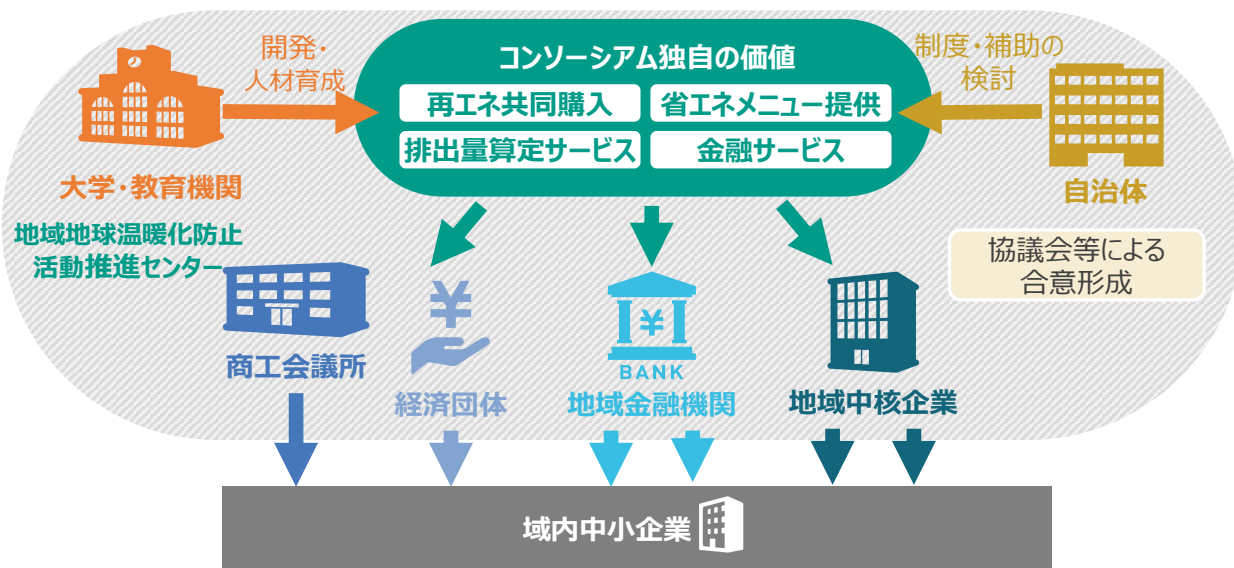 開発・
人材育成
コンソーシアム独自の価値
制度・補助の
検討
再エネ共同購入
省エネメニュー提供
排出量算定サービス
金融サービス
大学・教育機関
自治体
地域地球温暖化防止
活動推進センター
協議会等による
合意形成
¥
¥
BANK
商工会議所
経済団体
地域金融機関
地域中核企業
域内中小企業